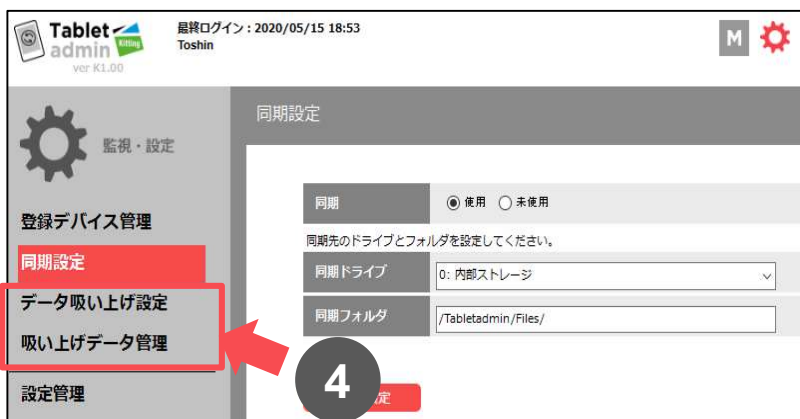 Tablet
admin
Kitting
ver K1.00
最終ログイン : 2020/05/15 18:53
Toshin
M
監視・設定
登録デバイス管理
同期設定
データ吸い上げ設定
吸い上げデータ管理
設定管理
同期設定
同期
使用
未使用
同期先のドライブとフォルダを設定してください。
同期ドライブ
0: 内部ストレージ
同期フォルダ
/Tabletadmin/Files/
4
定